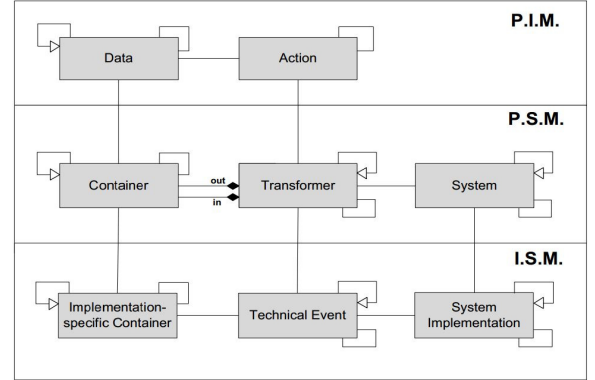 P.I.M.
Data
Action
P.S.M.
Container
out
in
Transformer
System
I.S.M.
Implementation-
specific Container
Technical Event
System
Implementation